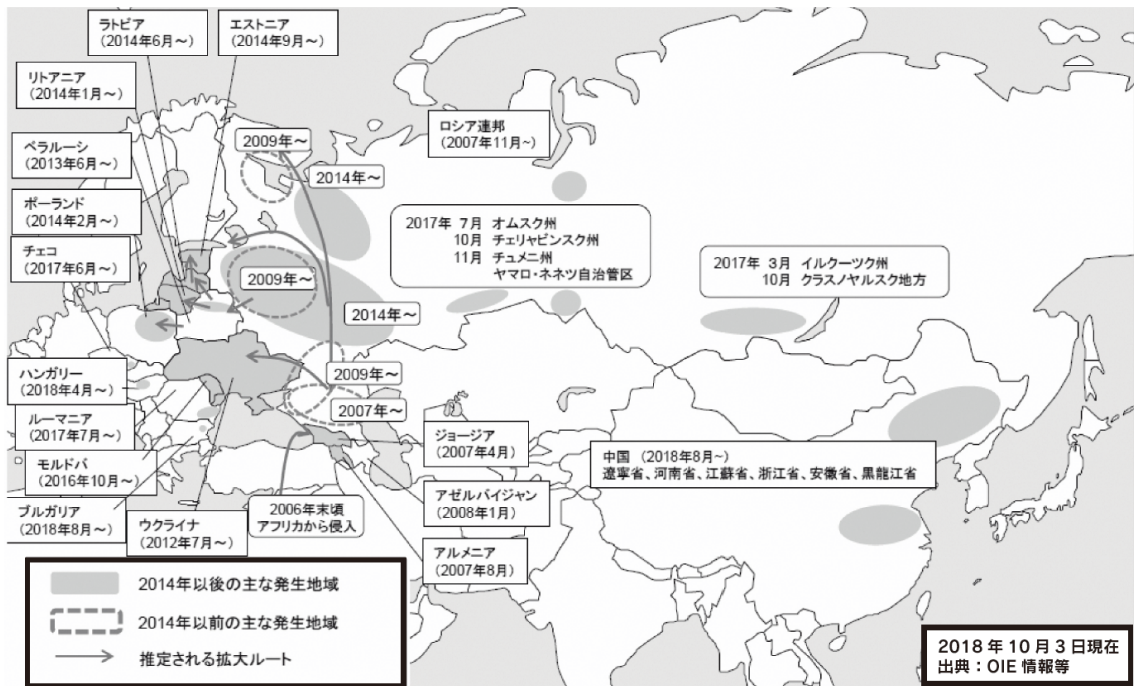 ラトビア
（2014年6月～）
エストニア
（2014年9月～）
リトアニア
（2014年1月～）
ベラルーシ
（2013年6月～）
ポーランド
（2014年2月～）
チェコ
（2017年6月～）
2009年～
2014年～
ロシア連邦
（2007年11月~）
2017年 7月 オムスク州
10月 チェリャビンスク州
11月 チュメニ州
ヤマロ・ネネツ自治管区
2017年 3月 イルクーツク州
10月 クラスノヤルスク地方
2009年～
2014年～
2009年～
2007年～
ハンガリー
（2018年4月～）
ルーマニア
（2017年7月～）
モルドバ
（2016年10月～）
ブルガリア
（2018年8月～）
ウクライナ
（2012年7月～）
2006年末頃
アフリカから侵入
ジョージア
（2007年4月）
アゼルバイジャン
（2008年1月）
アルメニア
（2007年8月）
中国 （2018年8月~）
遼寧省、河南省、江蘇省、浙江省、安徽省、黒龍江省
2014年以後の主な発生地域
2014年以前の主な発生地域
推定される拡大ルート
2018年10月3日現在
出典：OIE情報等